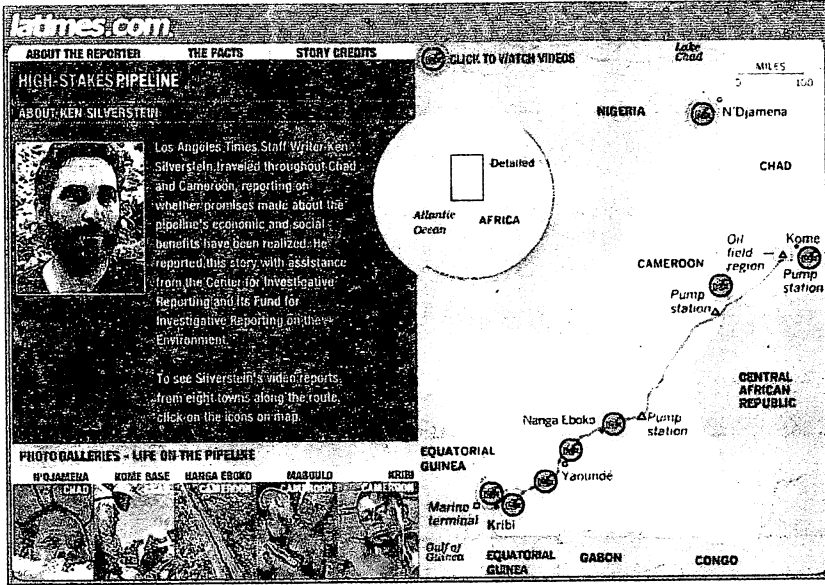 latimes.com
ABOUT THE REPORTER
THE FACTS
STORY CREDITS
HIGH-STAKES PIPELINE
ABOUT KEN SILVERSTEIN
Los Angeles Times Staff Writer Ken
Silverstein traveled throughout Chad
and Cameroon, reporting on
whether promises made about the
pipeline's economic and social
benefits have been realized. He
reported this story with assistance
from the Center for Investigative
Reporting and its Fund for
Investigative Reporting on the
Environment.
To see Silverstein's video reports
from eight towns along the route,
click on the icons on map.
PHOTO GALLERIES - LIFE ON THE PIPELINE
N'DJAMENA
CHAD
KOME BASE
NANGA EBOKO
CAMEROON
MABOULO
CAMEROON
KRIBI
CAMEROON
CLICK TO WATCH VIDEOS
Lake
Chad
MILES
0 100
NIGERIA
N'Djamena
CHAD
Detailed
Atlantic
Ocean
AFRICA
Oil
field
region
Kome
Pump
station
CAMEROON
Pump
station
CENTRAL
AFRICAN
REPUBLIC
Nanga Eboko
Pump
station
Yaoundé
EQUATORIAL
GUINEA
Marine
terminal
Kribi
Gulf of
Guinea
EQUATORIAL
GUINEA
GABON
CONGO